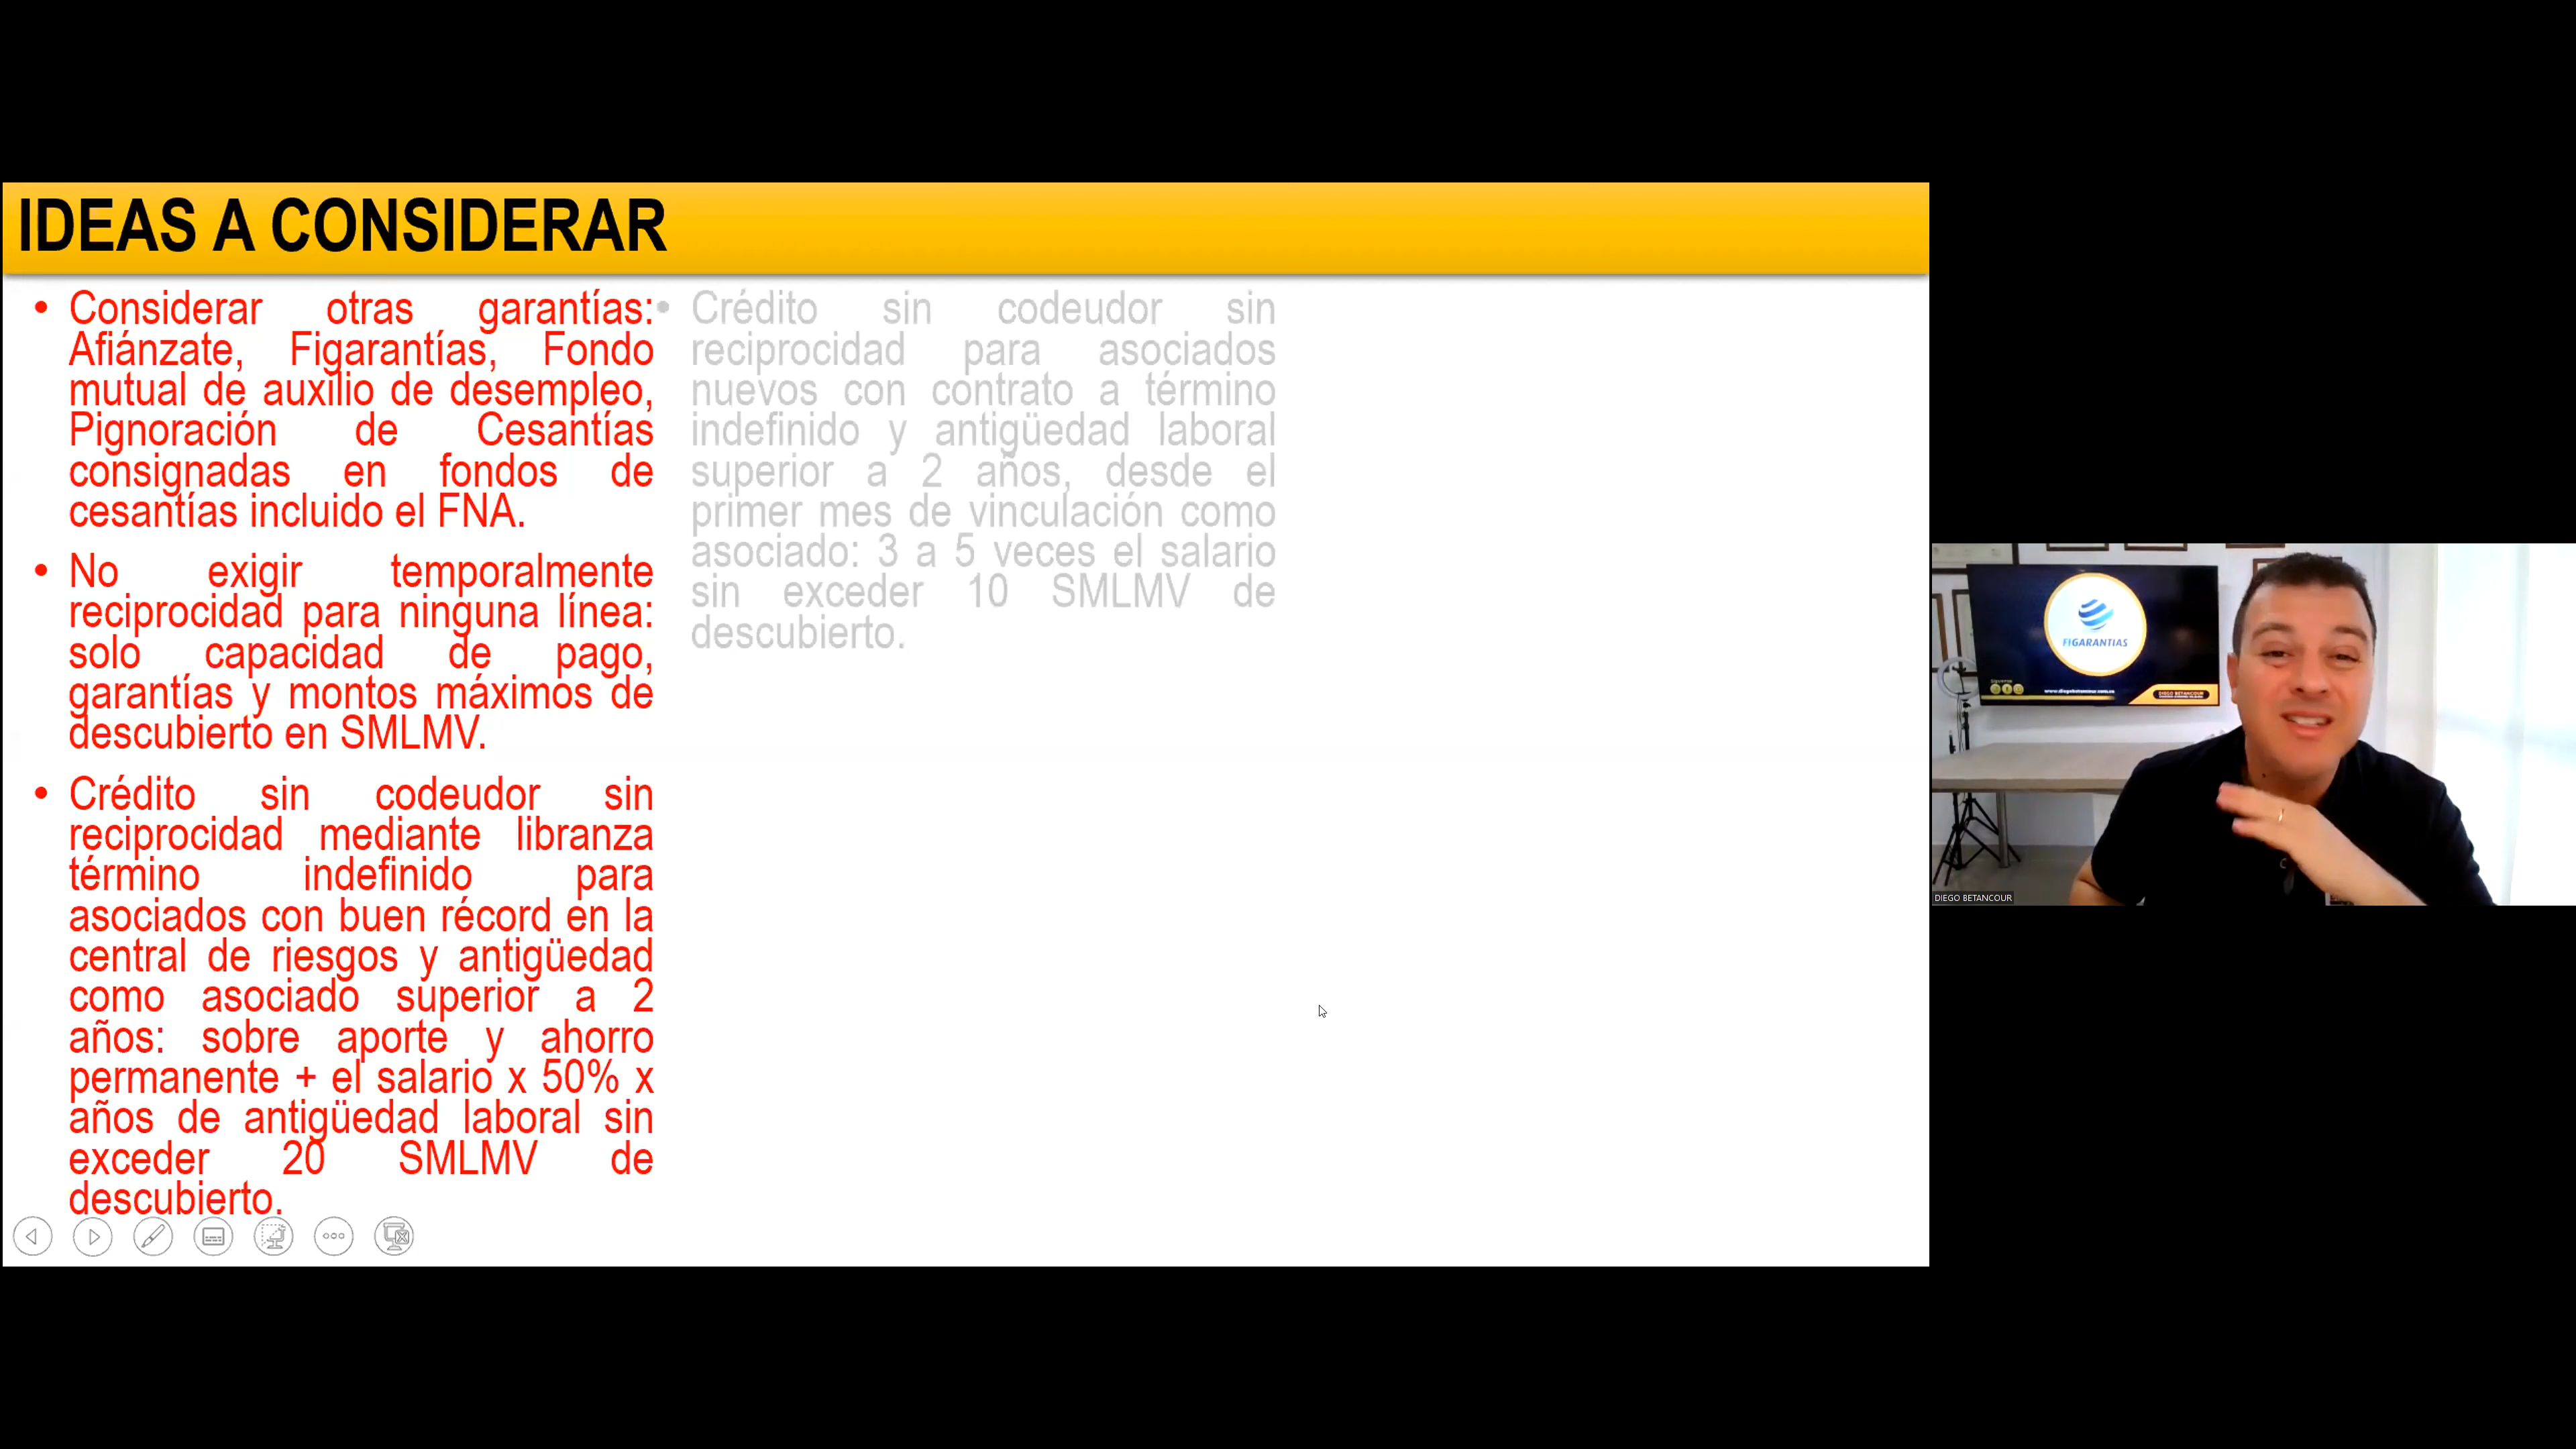 IDEAS A CONSIDERAR
• Considerar otras garantías:
Afiánzate, Figarantías, Fondo
mutual de auxilio de desempleo,
Pignoración de Cesantías
consignadas en fondos de
cesantías incluido el FNA.
• No exigir temporalmente
reciprocidad para ninguna línea:
solo capacidad de pago,
garantías y montos máximos de
descubierto en SMLMV.
• Crédito sin codeudor sin
reciprocidad mediante libranza
término indefinido para
asociados con buen récord en la
central de riesgos y antigüedad
como asociado superior a 2
años: sobre aporte y ahorro
permanente + el salario x 50% x
años de antigüedad laboral sin
exceder 20 SMLMV de
descubierto.
• Crédito sin codeudor sin
reciprocidad para asociados
nuevos con contrato a término
indefinido y antigüedad laboral
superior a 2 años, desde el
primer mes de vinculación como
asociado: 3 a 5 veces el salario
sin exceder 10 SMLMV de
descubierto.
FIGARANTIAS
www.diegobetancour.com.co
DIEGO BETANCOUR
DIEGO BETANCOUR